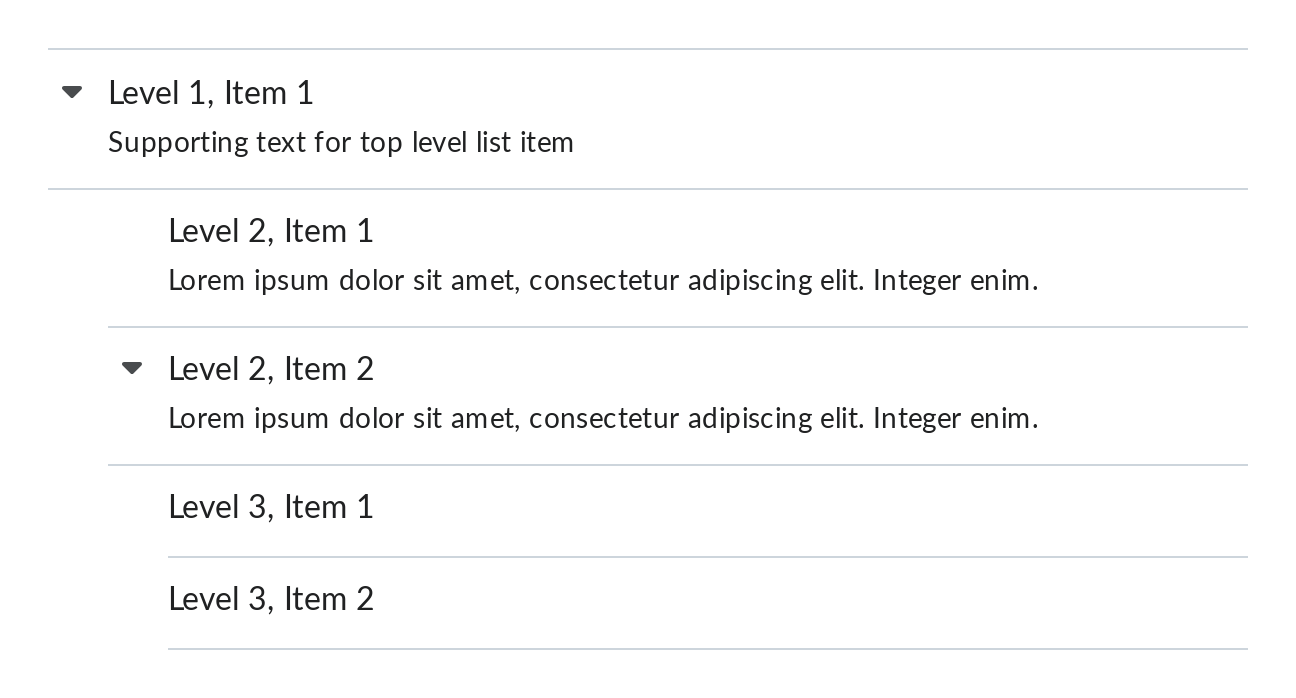 Level 1, Item 1
Supporting text for top level list item
Level 2, Item 1
Lorem ipsum dolor sit amet, consectetur adipiscing elit. Integer enim.
Level 2, Item 2
Lorem ipsum dolor sit amet, consectetur adipiscing elit. Integer enim.
Level 3, Item 1
Level 3, Item 2